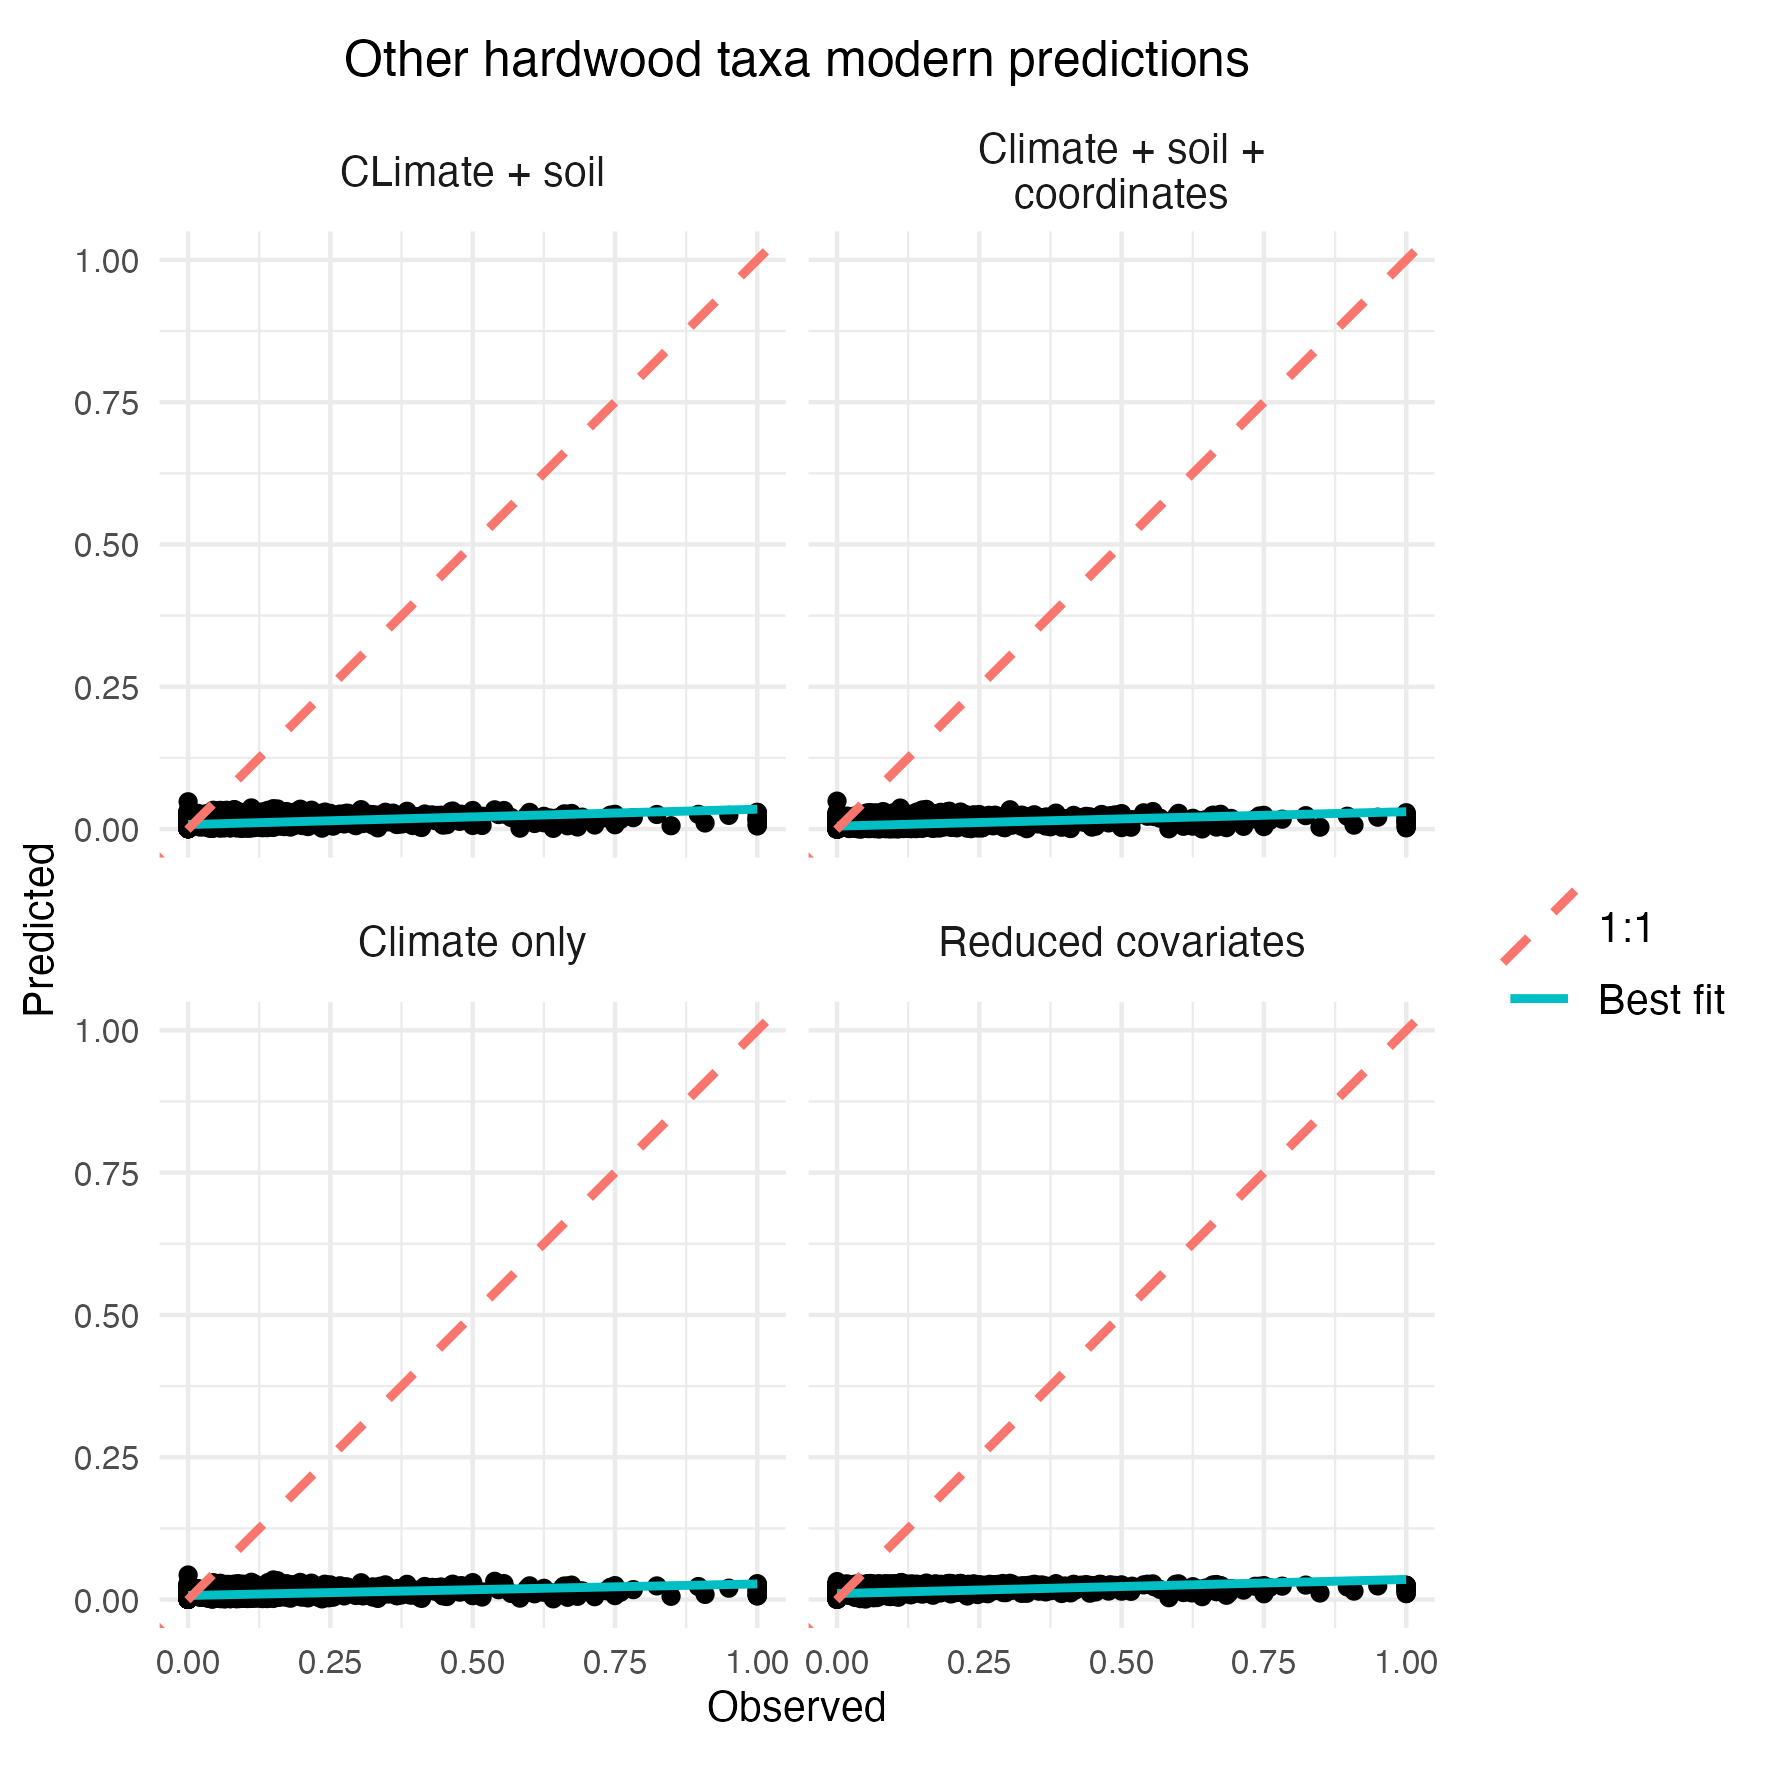 Other hardwood taxa modern predictions
CLimate + soil
Climate + soil +
coordinates
1.00
0.75
0.50
0.25
0.00
Predicted
Climate only
Reduced covariates
1:1
Best fit
1.00
0.75
0.50
0.25
0.00
0.00 0.25 0.50 0.75 1.00 0.00 0.25 0.50 0.75 1.00
Observed